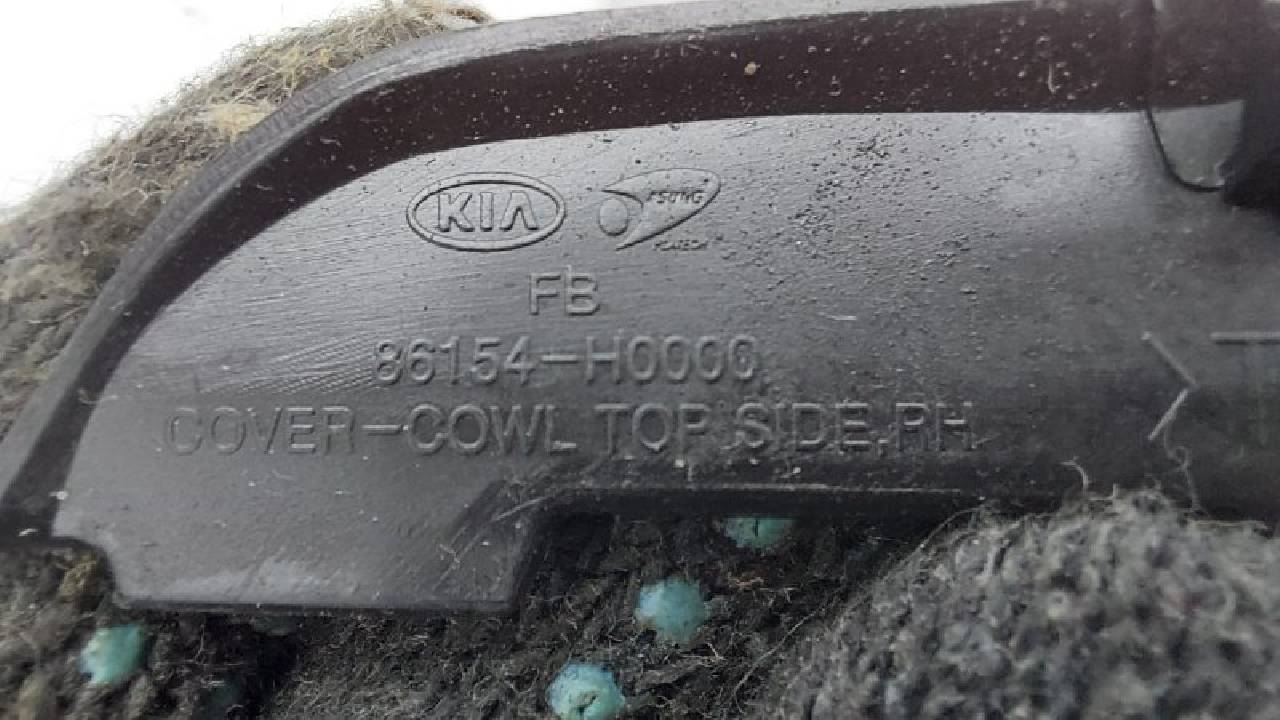 KIA
FB
86154-H0000
COVER-COWL TOP SIDE,RH